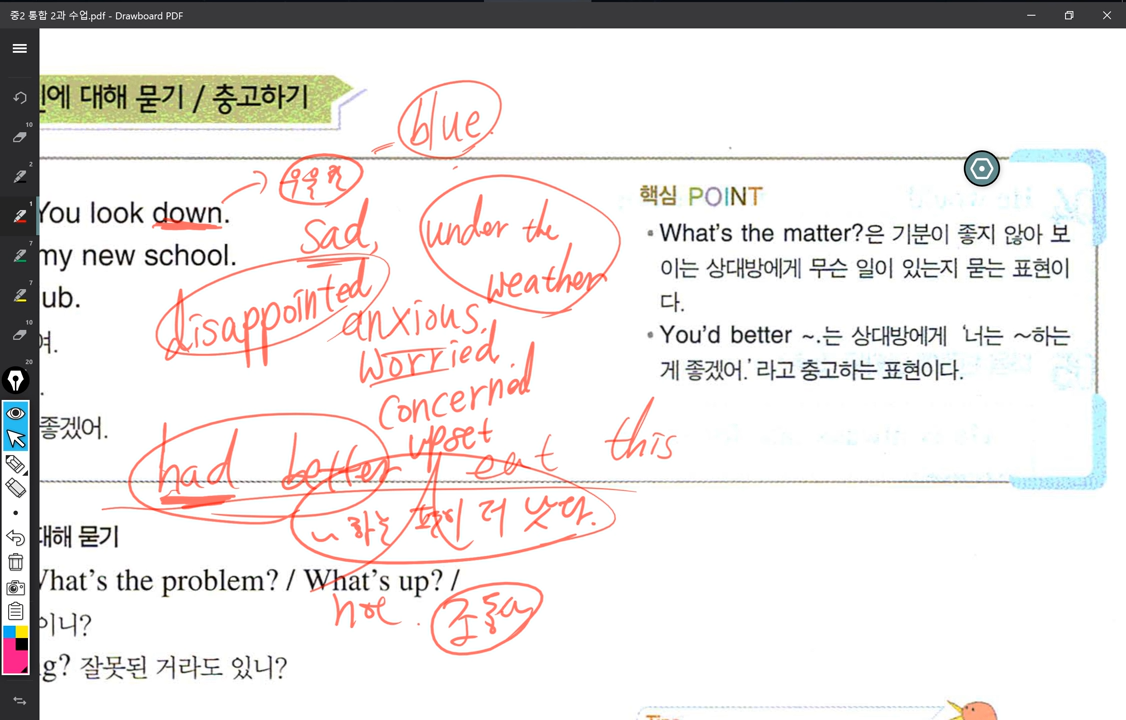 중2 통합 2과 수업.pdf - Drawboard PDF
인에 대해 묻기 / 충고하기
blue.
우울한
You look down.
sad,
under the
weather
my new school.
disappointed
ub.
anxious.
여.
worried
concerned
좋겠어.
upset
had better eat this
~하는 편이 더 낫다.
핵심 POINT
What's the matter?은 기분이 좋지 않아 보
이는 상대방에게 무슨 일이 있는지 묻는 표현이
다.
You'd better ~.는 상대방에게 '너는 ~하는
게 좋겠어.'라고 충고하는 표현이다.
대해 묻기
What's the problem? / What's up? /
not. 조동사
이니?
ng? 잘못된 거라도 있니?